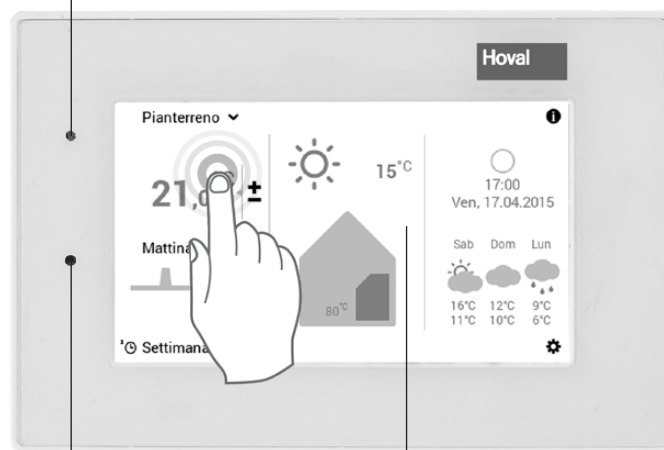 Hoval
Pianterreno
21,0
±
15°C
17:00
Ven, 17.04.2015
Mattina
80°C
Sab Dom Lun
16°C 12°C 9°C
11°C 10°C 6°C
Settimana